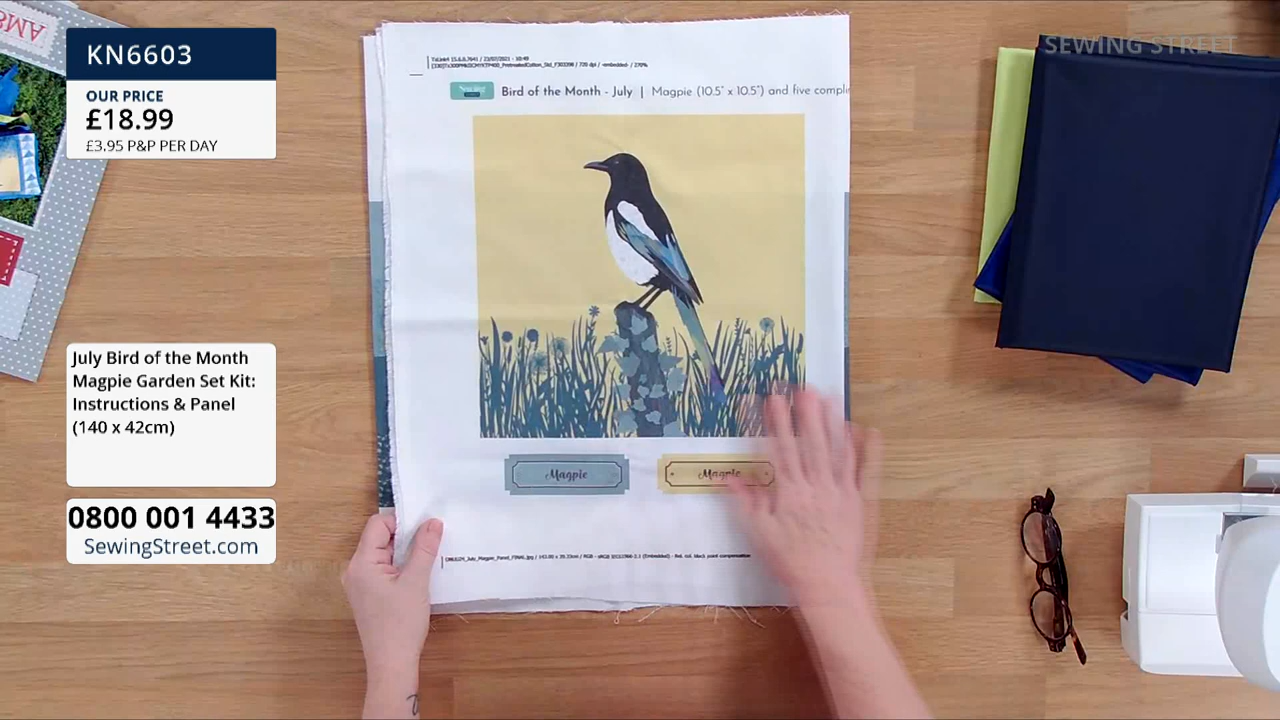 KN6603
OUR PRICE
£18.99
£3.95 P&P PER DAY
July Bird of the Month
Magpie Garden Set Kit:
Instructions & Panel
(140 x 42cm)
0800 001 4433
SewingStreet.com
SEWING STREET
Bird of the Month - July | Magpie (10.5" x 10.5") and five comple
Magpie
Magpie